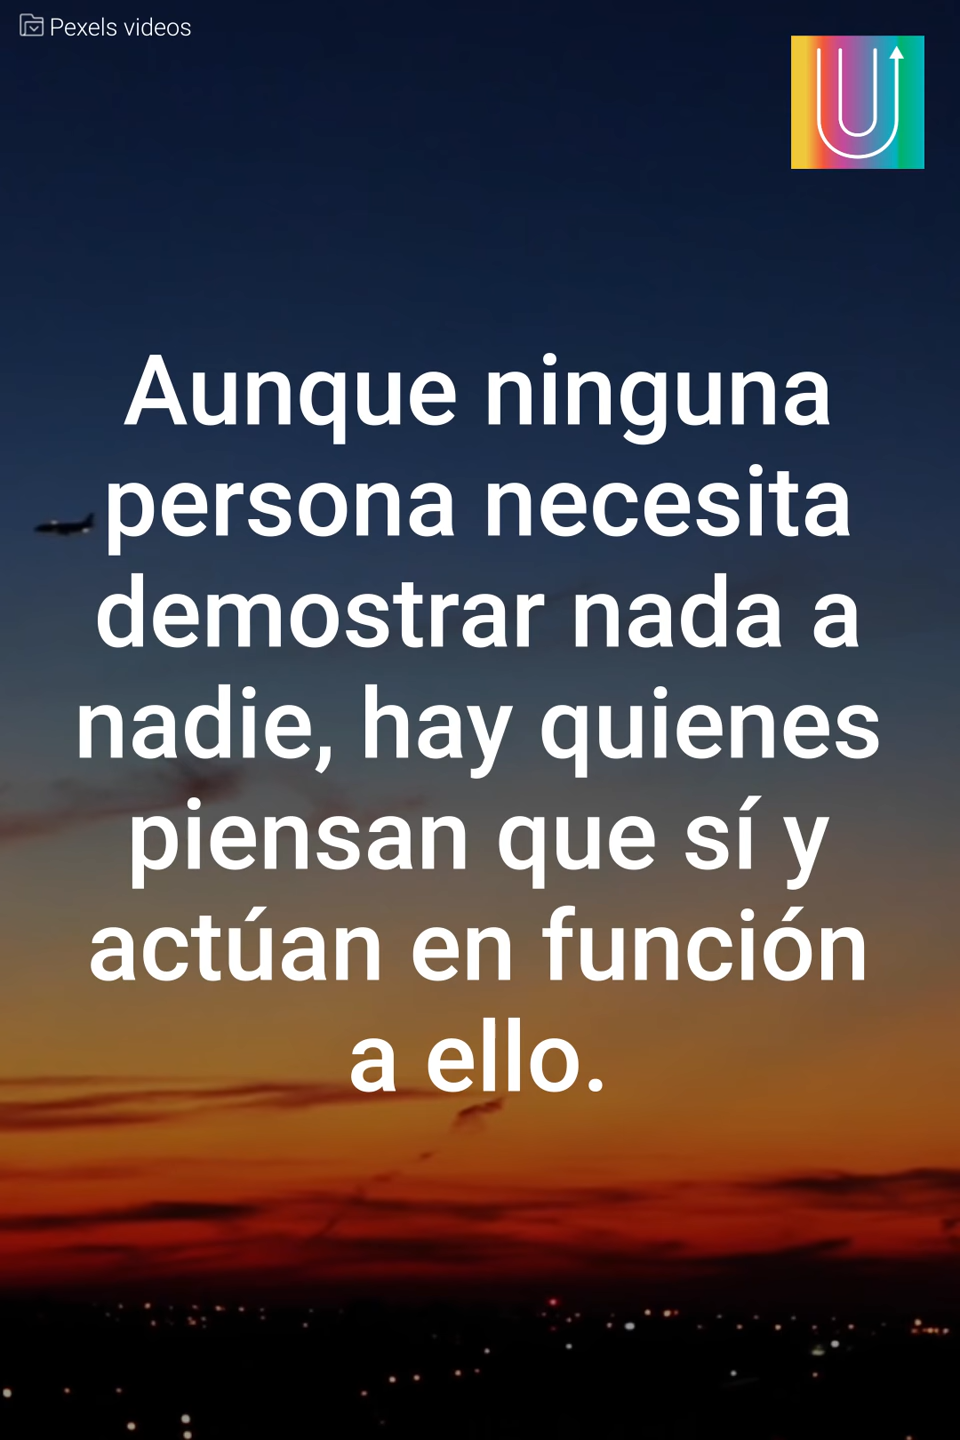 Pexels videos
Aunque ninguna
persona necesita
demostrar nada a
nadie, hay quienes
piensan que sí y
actúan en función
a ello.